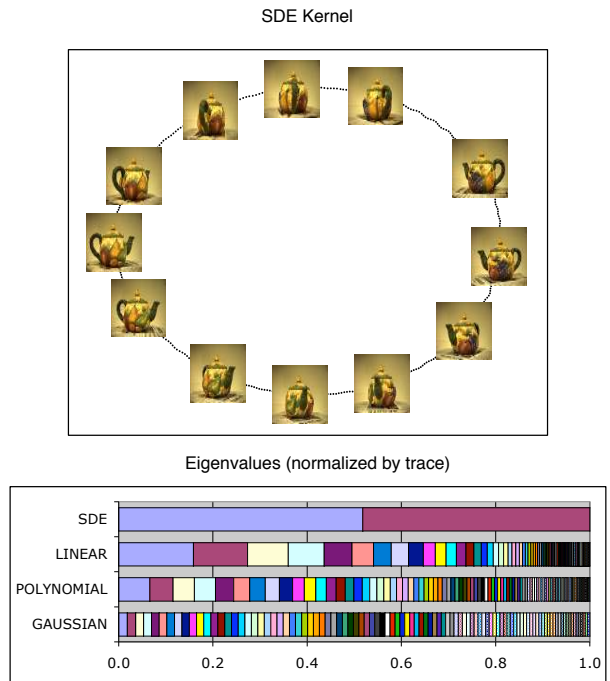 SDE Kernel
Eigenvalues (normalized by trace)
SDE
LINEAR
POLYNOMIAL
GAUSSIAN
0.0 0.2 0.4 0.6 0.8 1.0